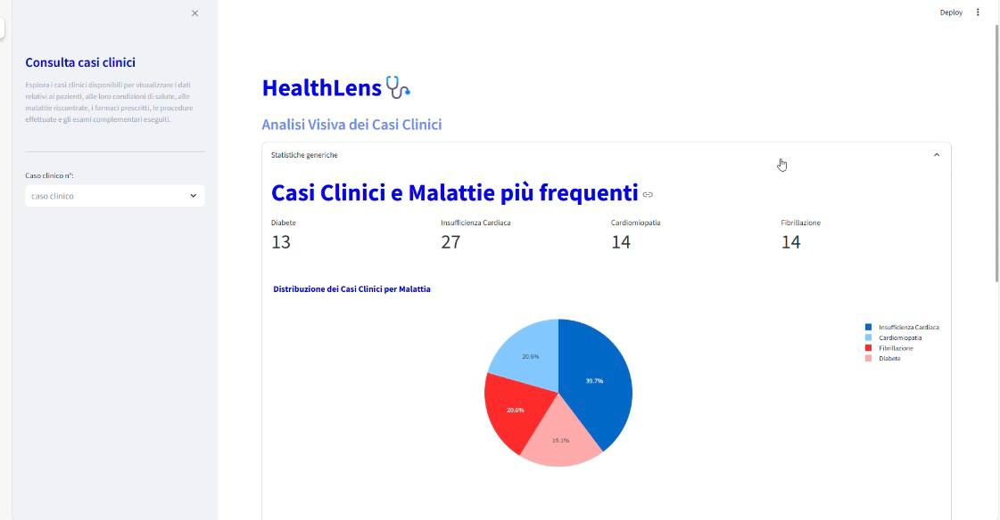 Deploy
Consulta casi clinici
Esplora i casi clinici disponibili per visualizzare i dati
relativi ai pazienti, alle loro condizioni di salute, alle
malattie riscontrate, i farmaci prescritti, le procedure
effettuate e gli esami complementari eseguiti.
Caso clinico n°:
caso clinico
HealthLens
Analisi Visiva dei Casi Clinici
Statistiche generiche
Casi Clinici e Malattie più frequenti
Diabete
13
Insufficienza Cardiaca
27
Cardiomiopatia
14
Fibrillazione
14
Distribuzione dei Casi Clinici per Malattia
20.6%
39.7%
20.6%
19.1%
Insufficienza Cardiaca
Cardiomiopatia
Fibrillazione
Diabete